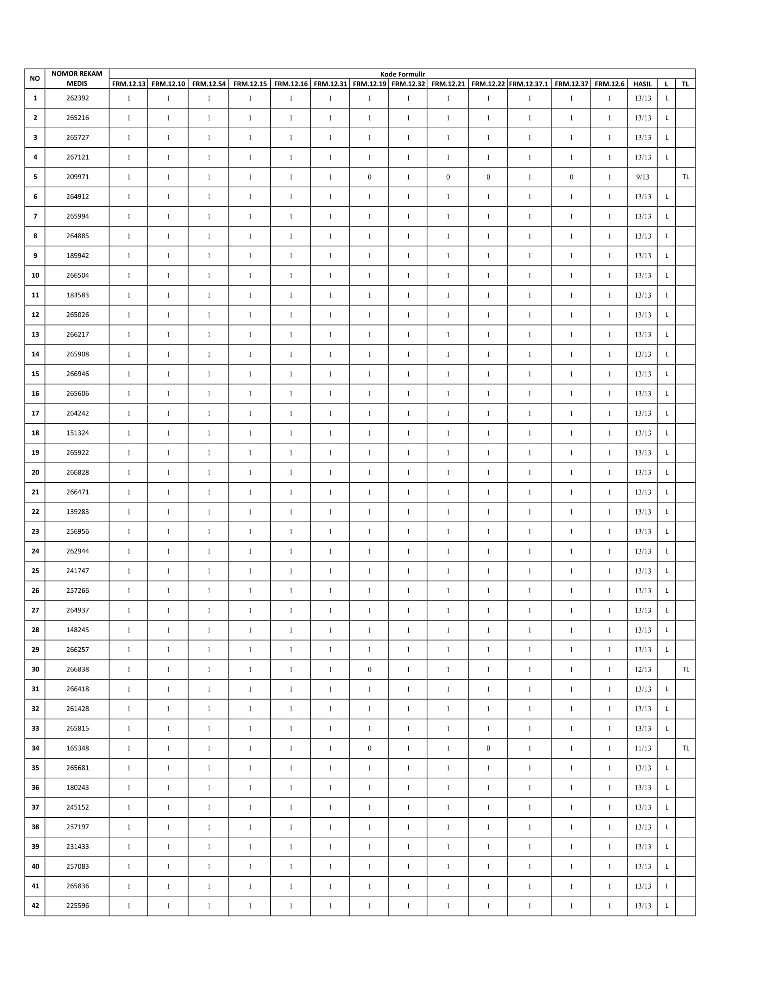 NO NOMOR REKAM MEDIS Kode Formulir
FRM.12.13 FRM.12.10 FRM.12.54 FRM.12.15 FRM.12.16 FRM.12.31 FRM.12.19 FRM.12.32 FRM.12.21 FRM.12.22 FRM.12.37.1 FRM.12.37 FRM.12.6 HASIL L TL
1 262392 1 1 1 1 1 1 1 1 1 1 1 1 1 13/13 L
2 265216 1 1 1 1 1 1 1 1 1 1 1 1 1 13/13 L
3 265727 1 1 1 1 1 1 1 1 1 1 1 1 1 13/13 L
4 267121 1 1 1 1 1 1 1 1 1 1 1 1 1 13/13 L
5 209971 1 1 1 1 1 1 0 1 0 0 1 0 1 9/13 TL
6 264912 1 1 1 1 1 1 1 1 1 1 1 1 1 13/13 L
7 265994 1 1 1 1 1 1 1 1 1 1 1 1 1 13/13 L
8 264885 1 1 1 1 1 1 1 1 1 1 1 1 1 13/13 L
9 189942 1 1 1 1 1 1 1 1 1 1 1 1 1 13/13 L
10 266504 1 1 1 1 1 1 1 1 1 1 1 1 1 13/13 L
11 183583 1 1 1 1 1 1 1 1 1 1 1 1 1 13/13 L
12 265026 1 1 1 1 1 1 1 1 1 1 1 1 1 13/13 L
13 266217 1 1 1 1 1 1 1 1 1 1 1 1 1 13/13 L
14 265908 1 1 1 1 1 1 1 1 1 1 1 1 1 13/13 L
15 266946 1 1 1 1 1 1 1 1 1 1 1 1 1 13/13 L
16 265606 1 1 1 1 1 1 1 1 1 1 1 1 1 13/13 L
17 264242 1 1 1 1 1 1 1 1 1 1 1 1 1 13/13 L
18 151324 1 1 1 1 1 1 1 1 1 1 1 1 1 13/13 L
19 265922 1 1 1 1 1 1 1 1 1 1 1 1 1 13/13 L
20 266828 1 1 1 1 1 1 1 1 1 1 1 1 1 13/13 L
21 266471 1 1 1 1 1 1 1 1 1 1 1 1 1 13/13 L
22 139283 1 1 1 1 1 1 1 1 1 1 1 1 1 13/13 L
23 256956 1 1 1 1 1 1 1 1 1 1 1 1 1 13/13 L
24 262944 1 1 1 1 1 1 1 1 1 1 1 1 1 13/13 L
25 241747 1 1 1 1 1 1 1 1 1 1 1 1 1 13/13 L
26 257266 1 1 1 1 1 1 1 1 1 1 1 1 1 13/13 L
27 264937 1 1 1 1 1 1 1 1 1 1 1 1 1 13/13 L
28 148245 1 1 1 1 1 1 1 1 1 1 1 1 1 13/13 L
29 266257 1 1 1 1 1 1 1 1 1 1 1 1 1 13/13 L
30 266838 1 1 1 1 1 1 0 1 1 1 1 1 1 12/13 TL
31 266418 1 1 1 1 1 1 1 1 1 1 1 1 1 13/13 L
32 261428 1 1 1 1 1 1 1 1 1 1 1 1 1 13/13 L
33 265815 1 1 1 1 1 1 1 1 1 1 1 1 1 13/13 L
34 165348 1 1 1 1 1 1 0 1 1 0 1 1 1 11/13 TL
35 265681 1 1 1 1 1 1 1 1 1 1 1 1 1 13/13 L
36 180243 1 1 1 1 1 1 1 1 1 1 1 1 1 13/13 L
37 245152 1 1 1 1 1 1 1 1 1 1 1 1 1 13/13 L
38 257197 1 1 1 1 1 1 1 1 1 1 1 1 1 13/13 L
39 231433 1 1 1 1 1 1 1 1 1 1 1 1 1 13/13 L
40 257083 1 1 1 1 1 1 1 1 1 1 1 1 1 13/13 L
41 265836 1 1 1 1 1 1 1 1 1 1 1 1 1 13/13 L
42 225596 1 1 1 1 1 1 1 1 1 1 1 1 1 13/13 L